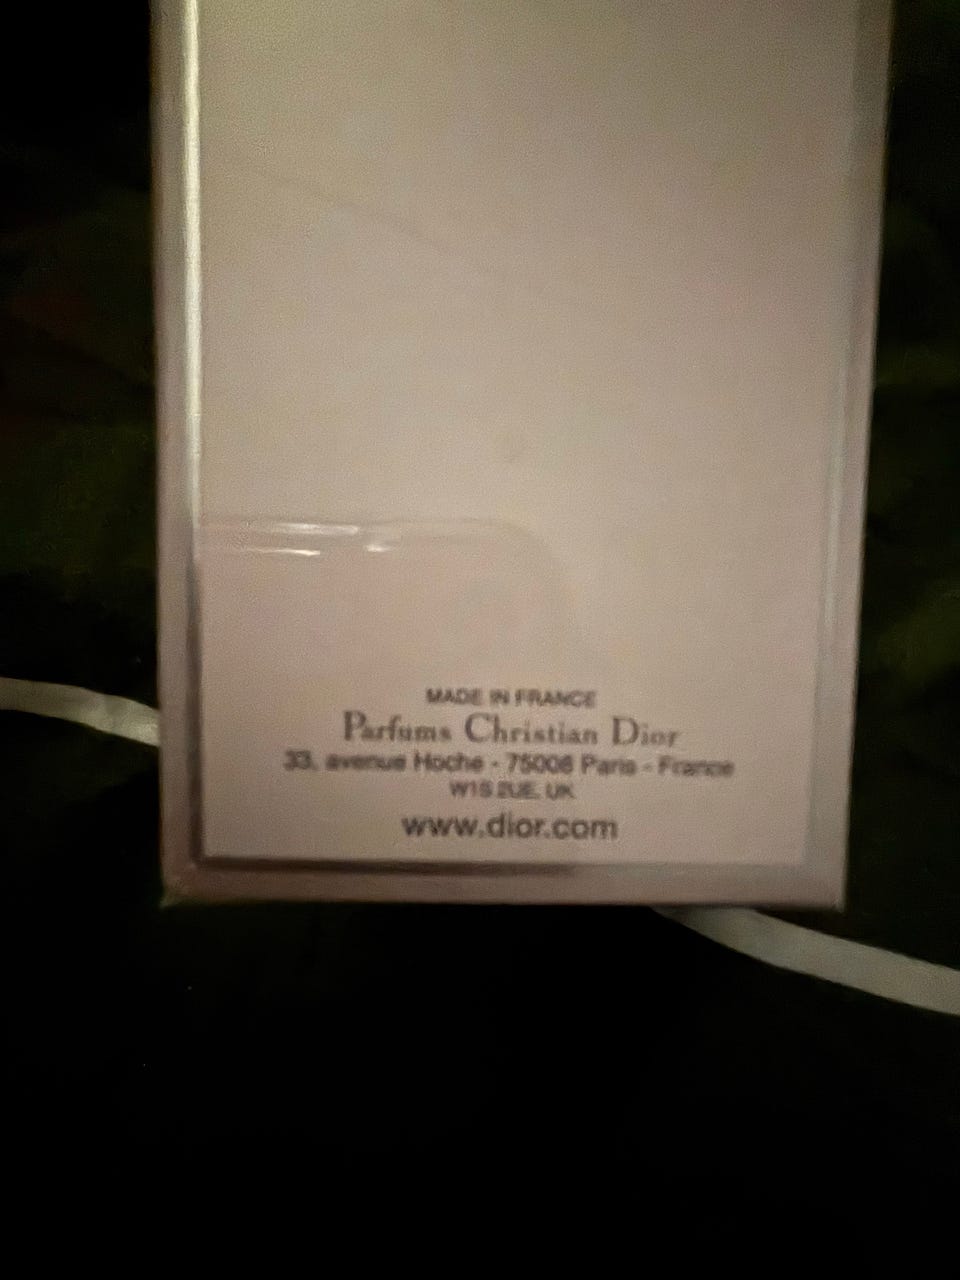 MADE IN FRANCE
Parfums Christian Dior
33, avenue Hoche - 75008 Paris - France
W1S 2UE, UK
www.dior.com